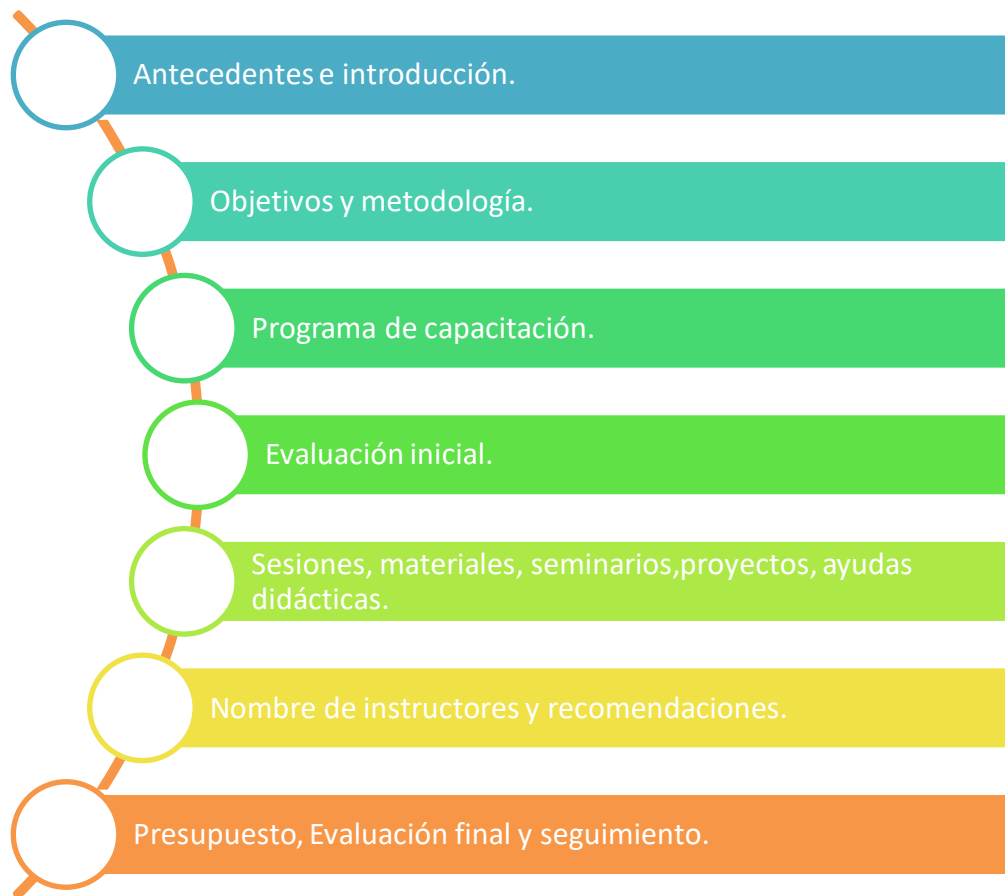 Antecedentes e introducción.
Objetivos y metodología.
Programa de capacitación.
Evaluación inicial.
Sesiones, materiales, seminarios,proyectos, ayudas
didácticas.
Nombre de instructores y recomendaciones.
Presupuesto, Evaluación final y seguimiento.